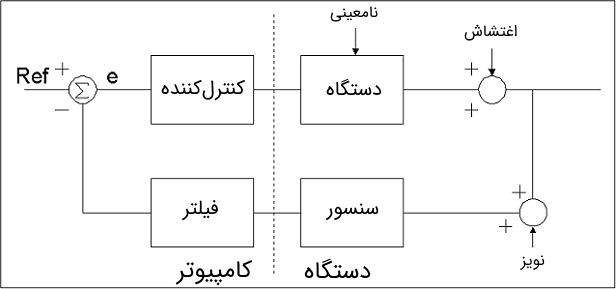 نامعینی
اغتشاش
Ref
+
−
Σ
e
کنترل‌کننده
دستگاه
+
+
فیلتر
سنسور
+
+
نویز
کامپیوتر
دستگاه